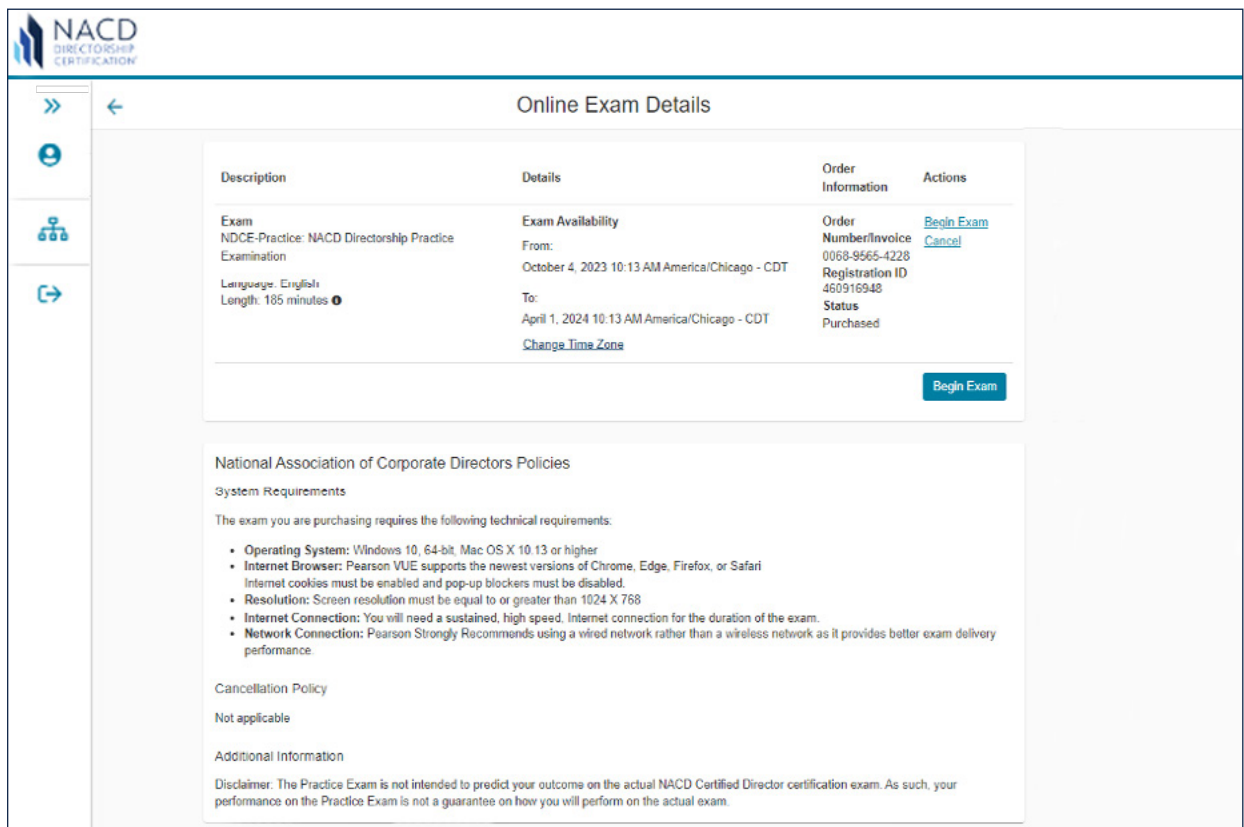 NACD
DIRECTORSHIP
CERTIFICATION
Online Exam Details
Description
Details
Order
Information
Actions
Exam
NDCE-Practice: NACD Directorship Practice
Examination
Language: English
Length: 185 minutes
Exam Availability
From:
October 4, 2023 10:13 AM America/Chicago - CDT
To:
April 1, 2024 10:13 AM America/Chicago - CDT
Change Time Zone
Order
Number/Invoice
0068-9565-4228
Registration ID
460916948
Status
Purchased
Begin Exam
Cancel
Begin Exam
National Association of Corporate Directors Policies
System Requirements
The exam you are purchasing requires the following technical requirements:
• Operating System: Windows 10, 64-bit, Mac OS X 10.13 or higher
• Internet Browser: Pearson VUE supports the newest versions of Chrome, Edge, Firefox, or Safari
Internet cookies must be enabled and pop-up blockers must be disabled.
• Resolution: Screen resolution must be equal to or greater than 1024 X 768
• Internet Connection: You will need a sustained, high speed, Internet connection for the duration of the exam.
• Network Connection: Pearson Strongly Recommends using a wired network rather than a wireless network as it provides better exam delivery
performance.
Cancellation Policy
Not applicable
Additional Information
Disclaimer: The Practice Exam is not intended to predict your outcome on the actual NACD Certified Director certification exam. As such, your
performance on the Practice Exam is not a guarantee on how you will perform on the actual exam.